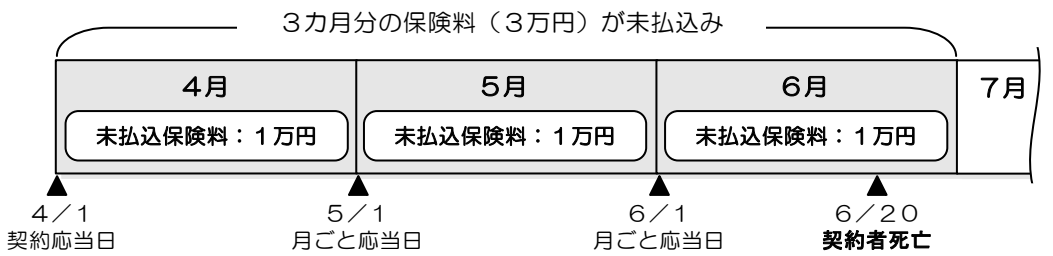 3カ月分の保険料(3万円)が未払込み
4月 5月 6月 7月
未払込保険料:1万円 未払込保険料:1万円 未払込保険料:1万円
4/1 5/1 6/1 6/20
契約応当日 月ごと応当日 月ごと応当日 契約者死亡